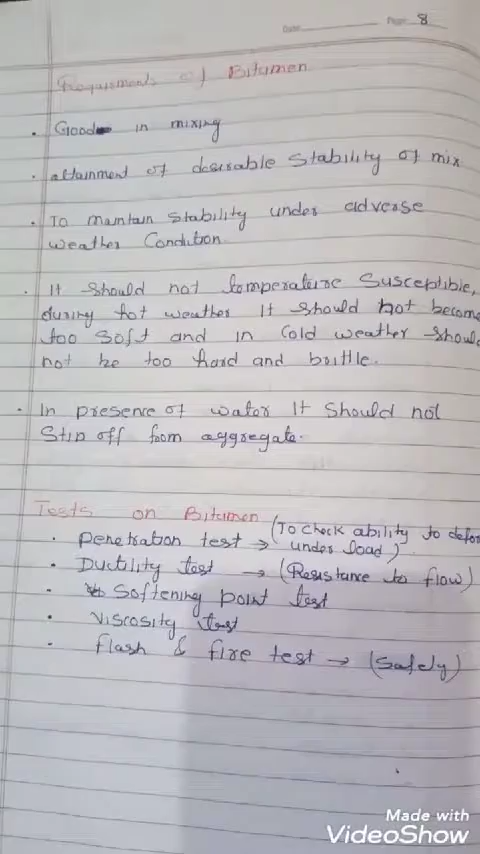 Date Page 8
Requirments of Bitumen
• Good in mixing
• attainment of desirable stability of mix
• To maintain stability under adverse
weather Condition.
• It should not temperature Susceptible,
during hot weather It should not become
too soft and in Cold weather should
not be too hard and brittle.
• In presence of water It should not
Strip off from aggregate.
Tests on Bitumen (To check ability to defor
• Penetration test → under load)
• Ductility test → (Resistance to flow)
• Softening point test
• Viscosity test
• flash & fire test → (Safely)
Made with
VideoShow